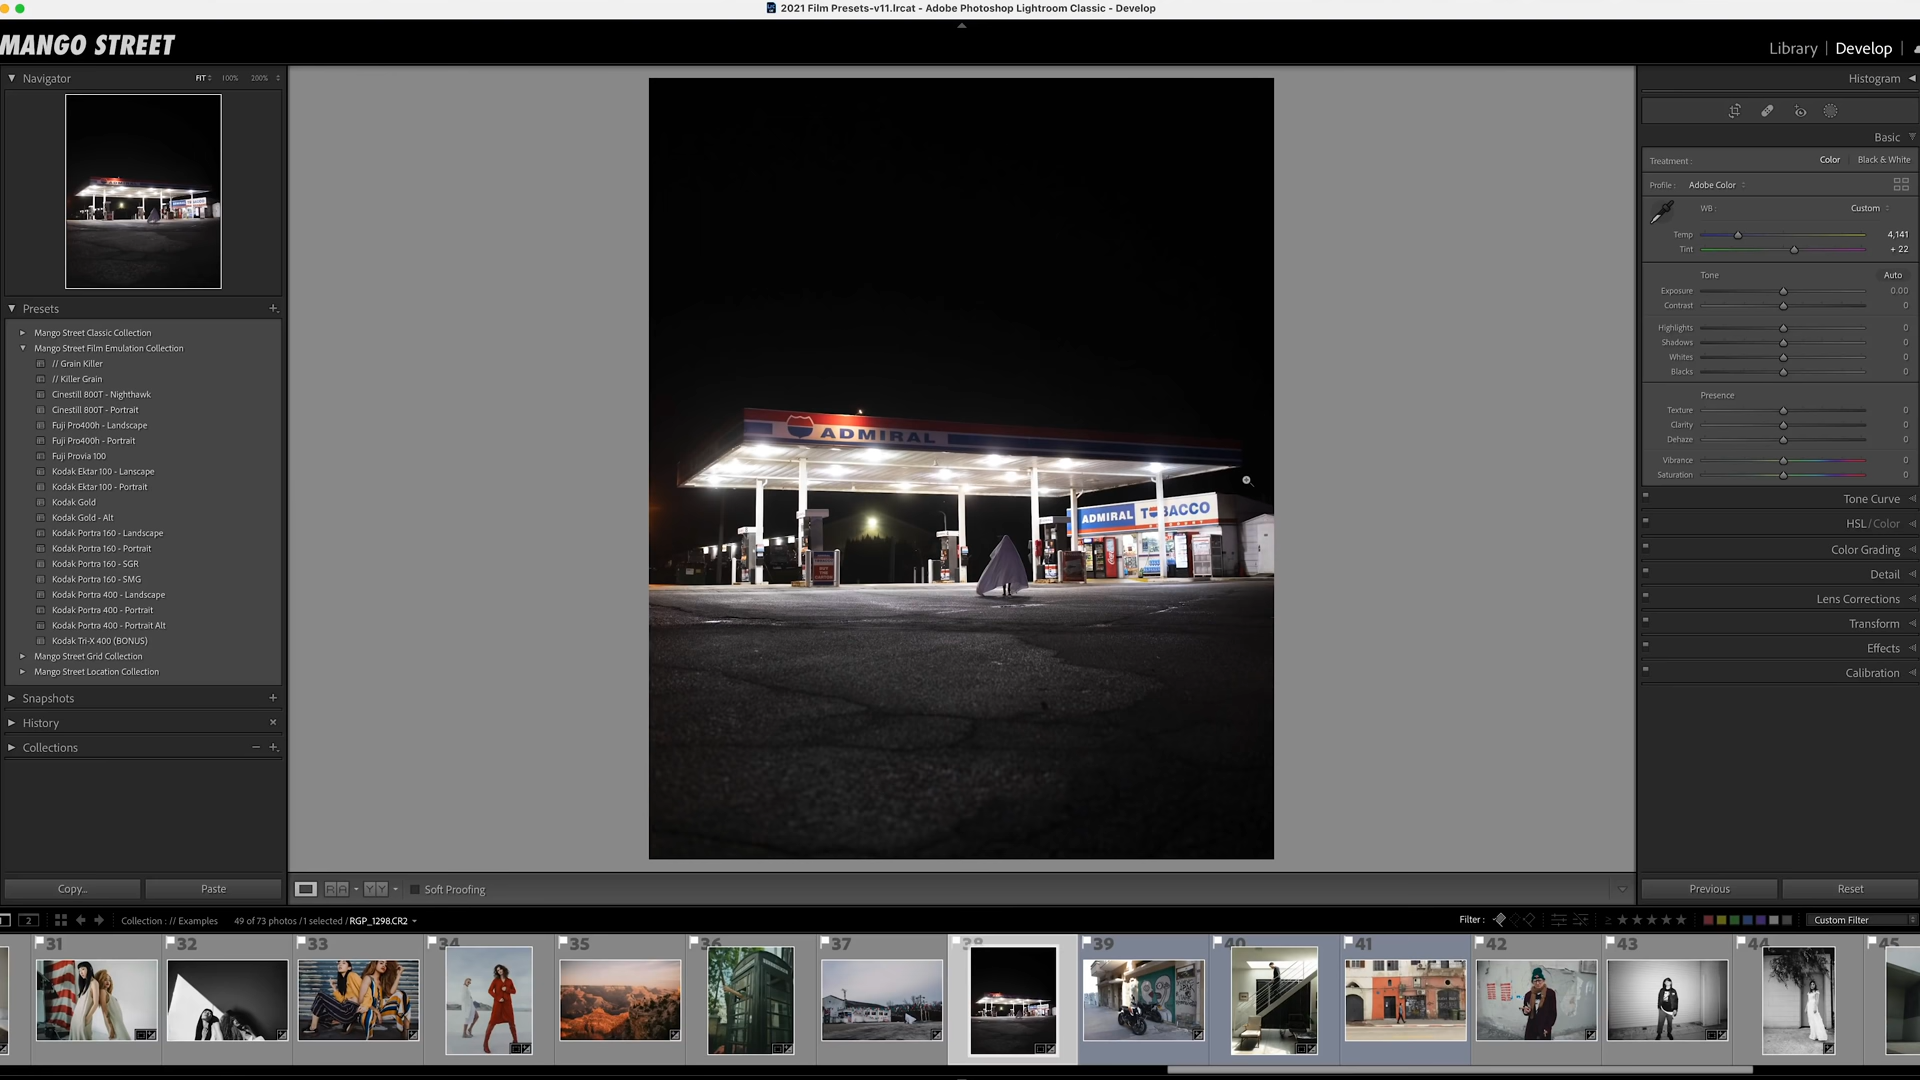 2021 Film Presets-v11.lrcat - Adobe Photoshop Lightroom Classic - Develop
MANGO STREET
Library | Develop |
Navigator
FIT
100%
200%
Presets
Mango Street Classic Collection
Mango Street Film Emulation Collection
// Grain Killer
// Killer Grain
Cinestill 800T - Nighthawk
Cinestill 800T - Portrait
Fuji Pro400h - Landscape
Fuji Pro400h - Portrait
Fuji Provia 100
Kodak Ektar 100 - Lanscape
Kodak Ektar 100 - Portrait
Kodak Gold
Kodak Gold - Alt
Kodak Portra 160 - Landscape
Kodak Portra 160 - Portrait
Kodak Portra 160 - SGR
Kodak Portra 160 - SMG
Kodak Portra 400 - Landscape
Kodak Portra 400 - Portrait
Kodak Portra 400 - Portrait Alt
Kodak Tri-X 400 (BONUS)
Mango Street Grid Collection
Mango Street Location Collection
Snapshots
History
Collections
Copy...
Paste
ADMIRAL
ADMIRAL TOBACCO
Histogram
Basic
Treatment :
Color
Black & White
Profile :
Adobe Color
WB :
Custom
Temp
4,141
Tint
+ 22
Tone
Auto
Exposure
0.00
Contrast
0
Highlights
0
Shadows
0
Whites
0
Blacks
0
Presence
Texture
0
Clarity
0
Dehaze
0
Vibrance
0
Saturation
0
Tone Curve
HSL / Color
Color Grading
Detail
Lens Corrections
Transform
Effects
Calibration
Previous
Reset
R A
Y Y
Soft Proofing
2
Collection : // Examples
49 of 73 photos / 1 selected / RGP_1298.CR2
Filter :
Custom Filter
31
32
33
34
35
36
37
38
39
40
41
42
43
44
45